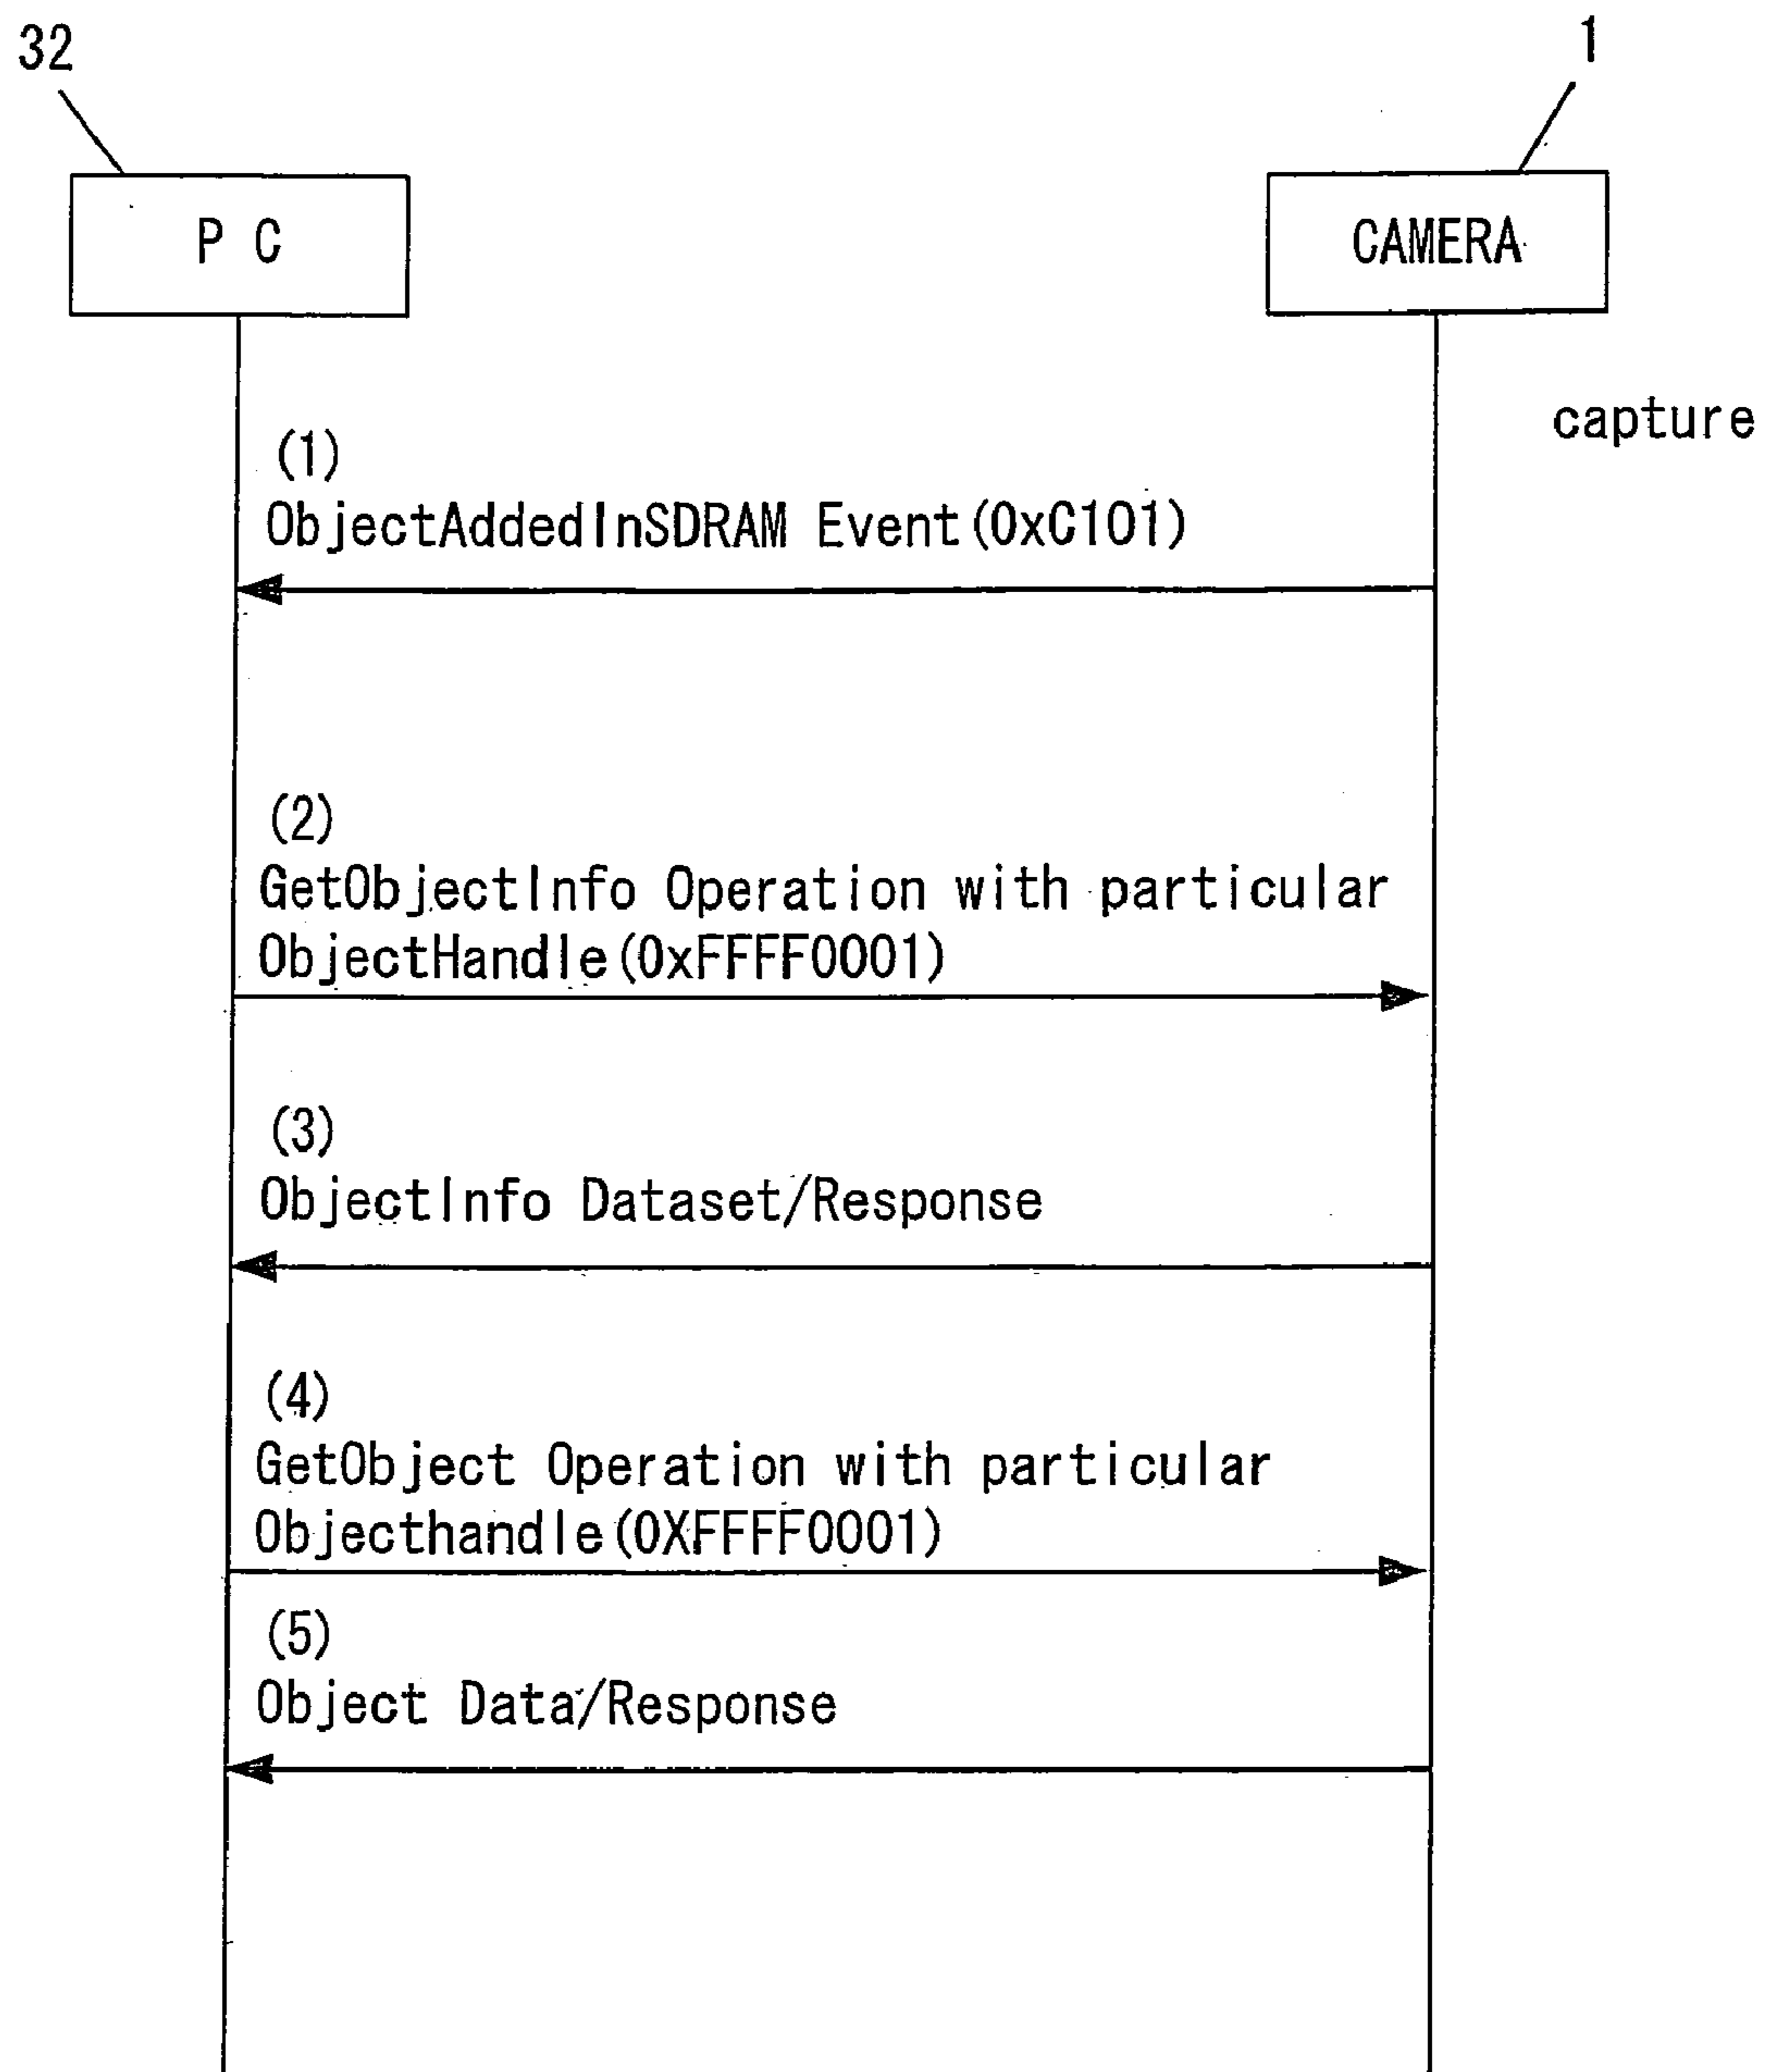 32
1
P C
CAMERA
capture
(1)
ObjectAddedInSDRAM Event(0xC101)
(2)
GetObjectInfo Operation with particular
ObjectHandle(0xFFFF0001)
(3)
ObjectInfo Dataset/Response
(4)
GetObject Operation with particular
Objecthandle(0XFFFF0001)
(5)
Object Data/Response